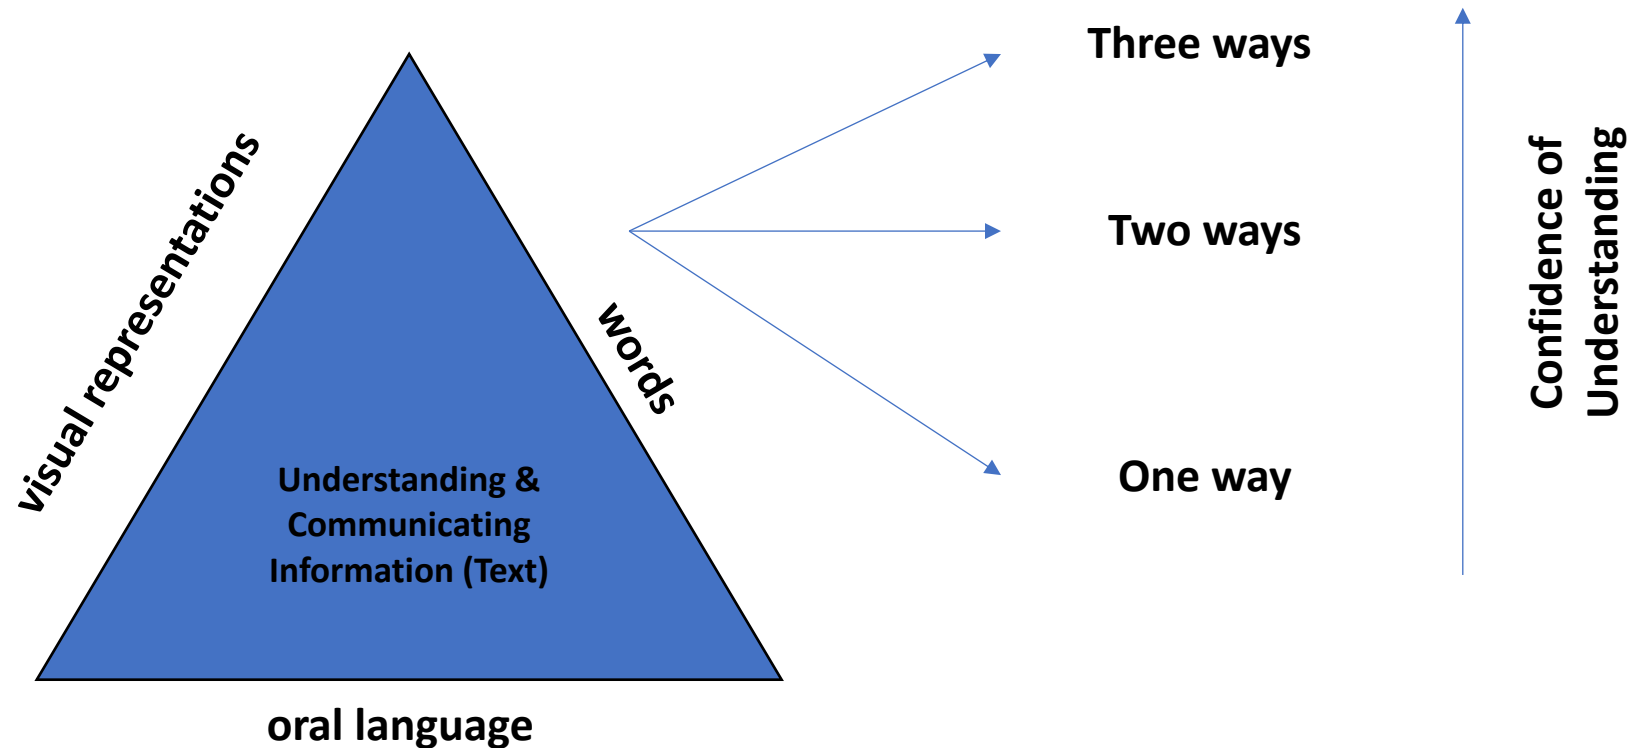 Three ways
visual representations
words
Two ways
Confidence of
Understanding
Understanding &
Communicating
Information (Text)
One way
oral language